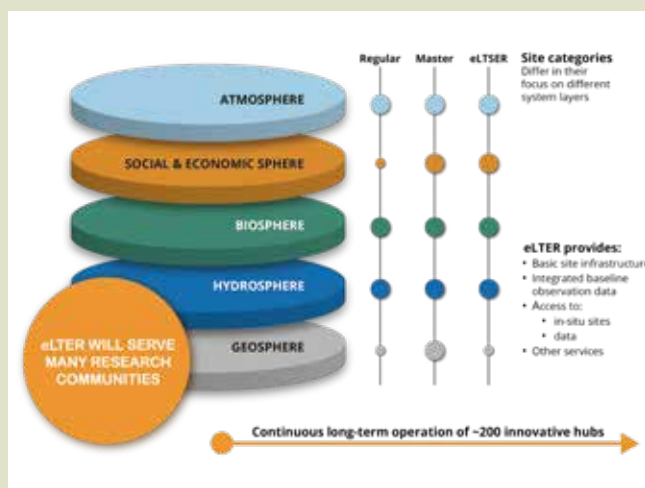 Regular Master eLTSER
Site categories
Differ in their
focus on different
system layers
ATMOSPHERE
SOCIAL & ECONOMIC SPHERE
BIOSPHERE
HYDROSPHERE
GEOSPHERE
eLTER provides:
• Basic site infrastructure
• Integrated baseline
observation data
• Access to:
• in-situ sites
• data
• Other services
eLTER WILL SERVE
MANY RESEARCH
COMMUNITIES
Continuous long-term operation of ~200 innovative hubs